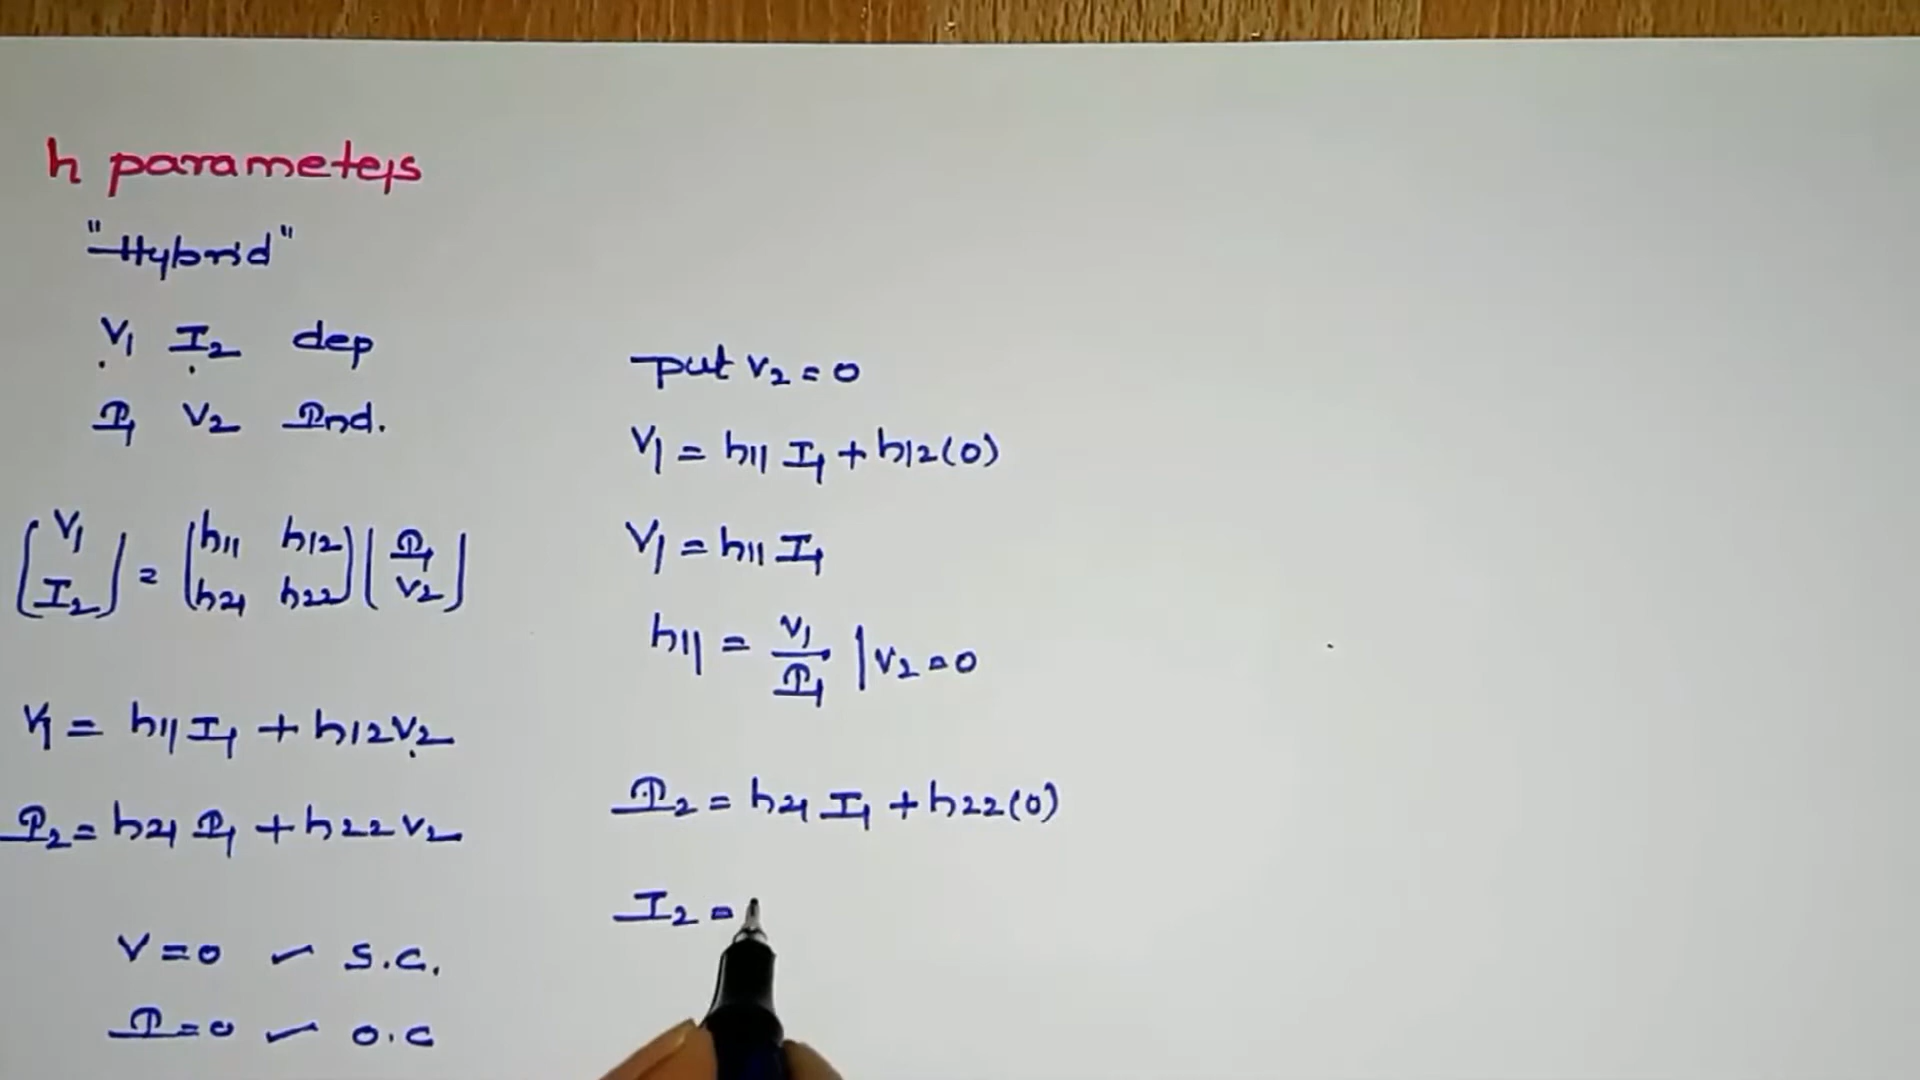 h parameters
"Hybrid"
V1 I2 dep
I1 V2 Ind.
[V1 I2] = [h11 h12 h21 h22] [I1 V2]
V1 = h11 I1 + h12 V2
I2 = h21 I1 + h22 V2
V=0 ✓ S.C.
I=0 ✓ O.C
put V2 = 0
V1 = h11 I1 + h12(0)
V1 = h11 I1
h11 = V1/I1 | V2=0
I2 = h21 I1 + h22(0)
I2 =